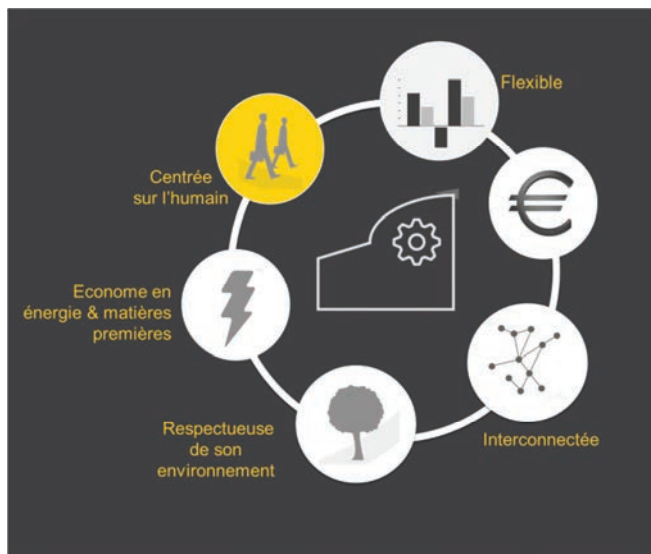 Flexible
Centrée
sur l'humain
Econome en
énergie & matières
premières
Respectueuse
de son
environnement
Interconnectée
€